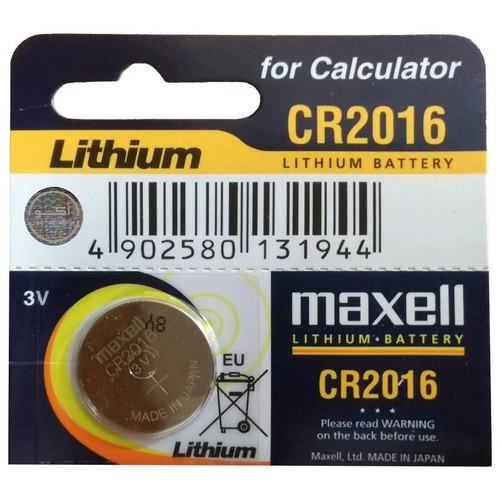 for Calculator
CR2016
Lithium
LITHIUM BATTERY
4 902580 131944
3V
maxell
LITHIUM·BATTERY
CR2016
* * *
Please read WARNING
on the back before use.
Maxell, Ltd. MADE IN JAPAN
EU
Lithium
8Y
maxell
CR2016
(3V)
+
MADE IN JAPAN